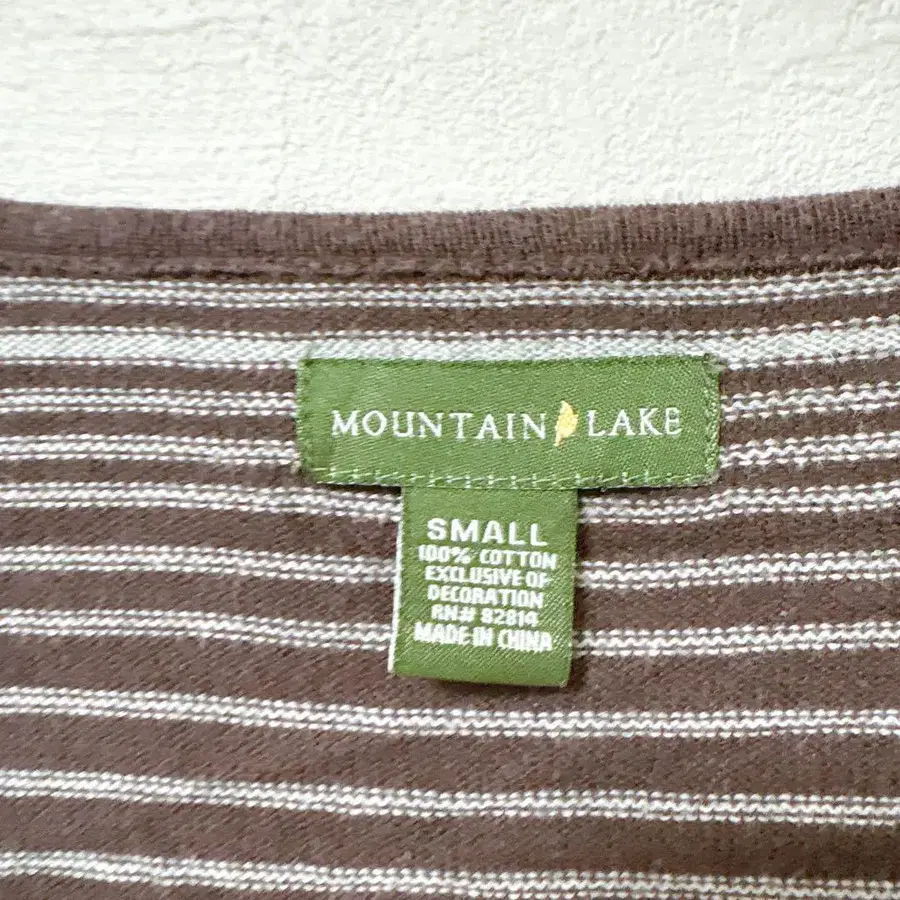 MOUNTAIN LAKE
SMALL
100% COTTON
EXCLUSIVE OF
DECORATION
RN# 82814
MADE IN CHINA